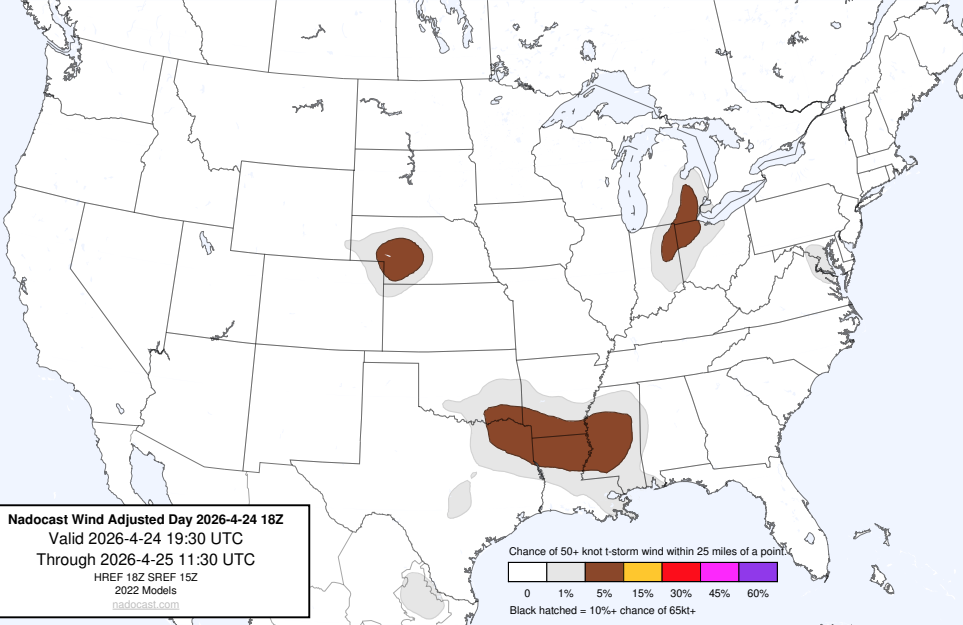 Nadocast Wind Adjusted Day 2026-4-24 18Z
Valid 2026-4-24 19:30 UTC
Through 2026-4-25 11:30 UTC
HREF 18Z SREF 15Z
2022 Models
nadocast.com
Chance of 50+ knot t-storm wind within 25 miles of a point.
0 1% 5% 15% 30% 45% 60%
Black hatched = 10%+ chance of 65kt+